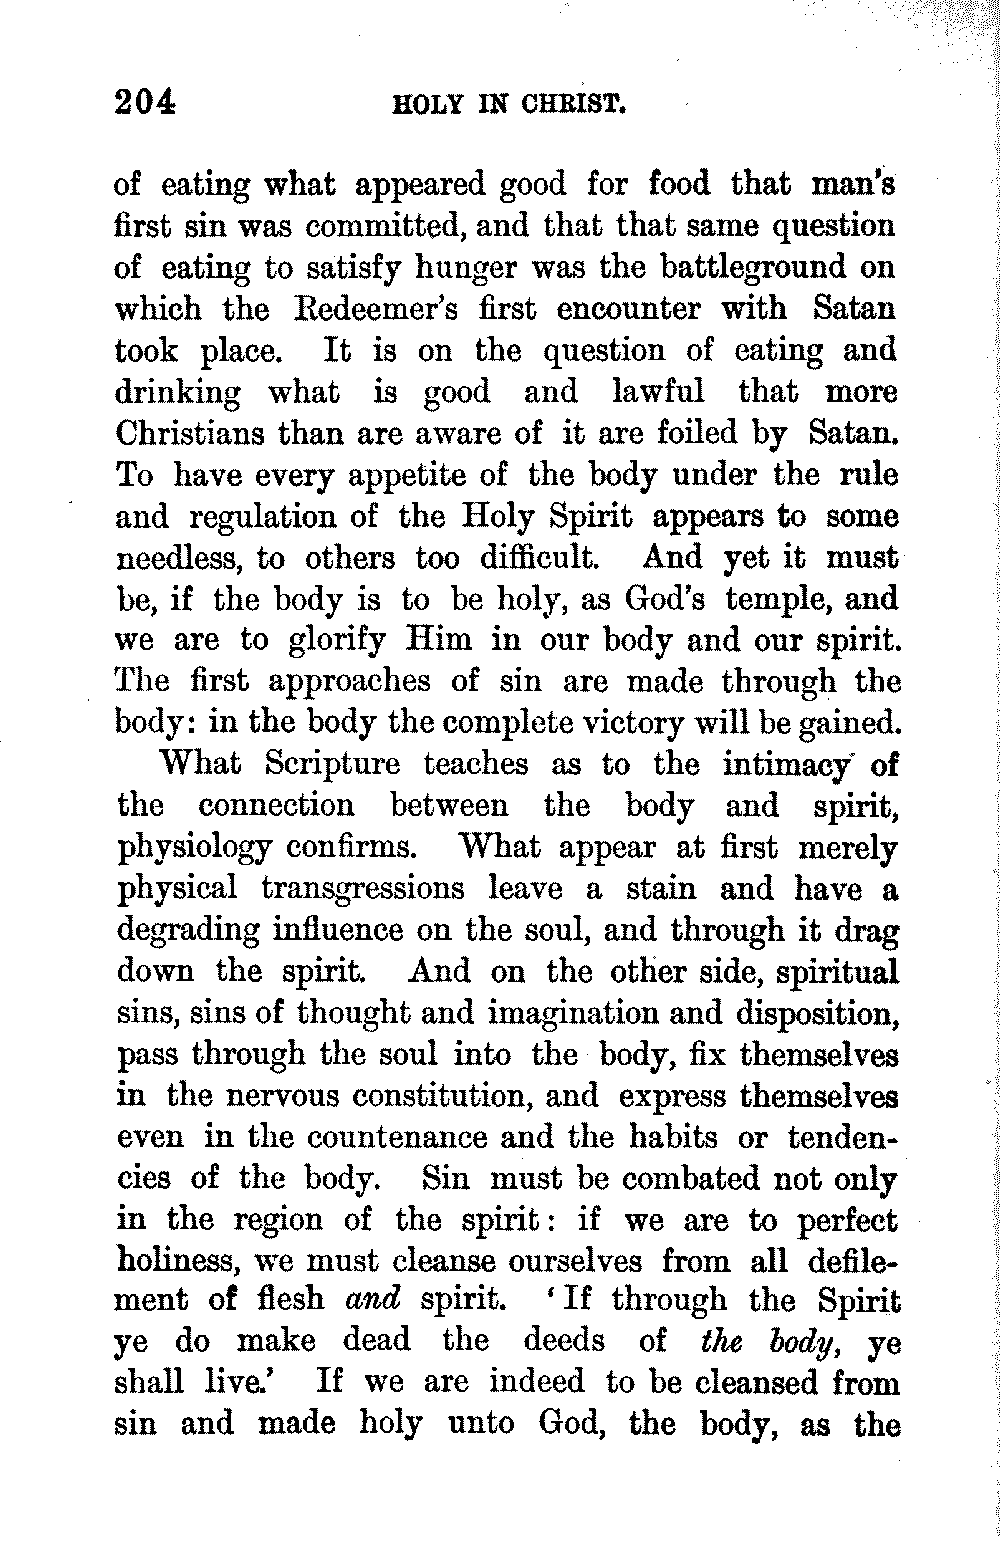 204 HOLY IN CHRIST.
of eating what appeared good for food that man's
first sin was committed, and that that same question
of eating to satisfy hunger was the battleground on
which the Redeemer's first encounter with Satan
took place. It is on the question of eating and
drinking what is good and lawful that more
Christians than are aware of it are foiled by Satan.
To have every appetite of the body under the rule
and regulation of the Holy Spirit appears to some
needless, to others too difficult. And yet it must
be, if the body is to be holy, as God's temple, and
we are to glorify Him in our body and our spirit.
The first approaches of sin are made through the
body: in the body the complete victory will be gained.
What Scripture teaches as to the intimacy of
the connection between the body and spirit,
physiology confirms. What appear at first merely
physical transgressions leave a stain and have a
degrading influence on the soul, and through it drag
down the spirit. And on the other side, spiritual
sins, sins of thought and imagination and disposition,
pass through the soul into the body, fix themselves
in the nervous constitution, and express themselves
even in the countenance and the habits or tenden-
cies of the body. Sin must be combated not only
in the region of the spirit: if we are to perfect
holiness, we must cleanse ourselves from all defile-
ment of flesh and spirit. 'If through the Spirit
ye do make dead the deeds of the body, ye
shall live.' If we are indeed to be cleansed from
sin and made holy unto God, the body, as the